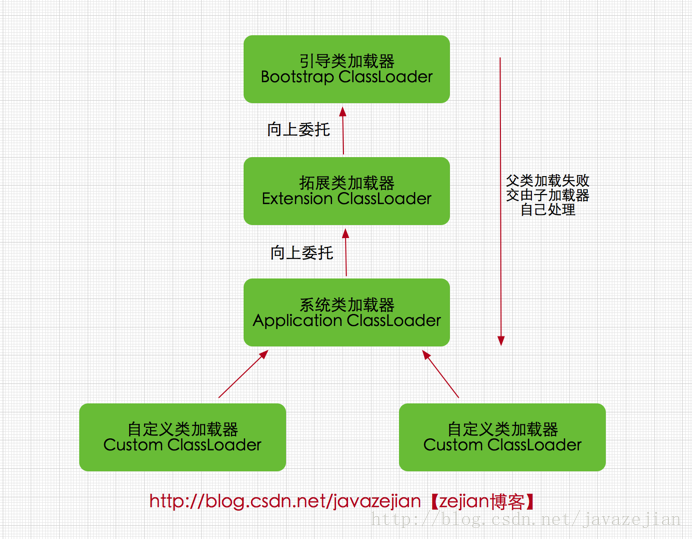 引导类加载器
Bootstrap ClassLoader
向上委托
拓展类加载器
Extension ClassLoader
父类加载失败
交由子加载器
自己处理
向上委托
系统类加载器
Application ClassLoader
自定义类加载器
Custom ClassLoader
自定义类加载器
Custom ClassLoader
http://blog.csdn.net/javazejian【zejian博客】
http://blog.csdn.net/javazejian